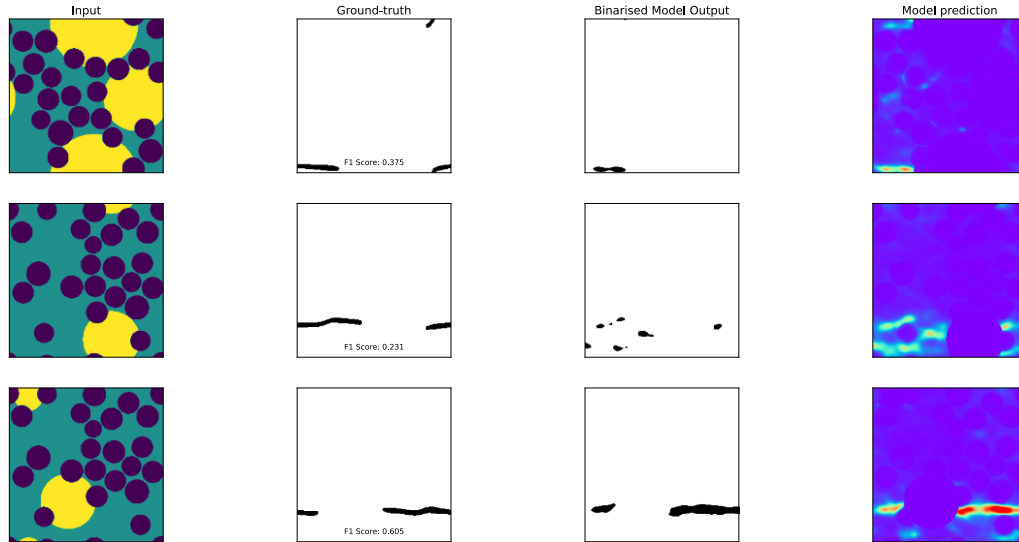 Input
Ground-truth
Binarised Model Output
Model prediction
F1 Score: 0.375
F1 Score: 0.231
F1 Score: 0.605